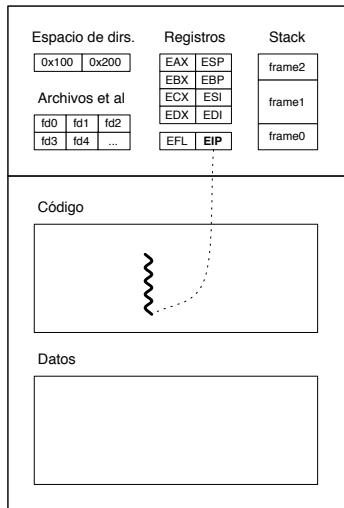 Espacio de dirs.
0x100 0x200
Archivos et al
fd0 fd1 fd2
fd3 fd4 ...
Registros
EAX ESP
EBX EBP
ECX ESI
EDX EDI
EFL EIP
Stack
frame2
frame1
frame0
Código
Datos